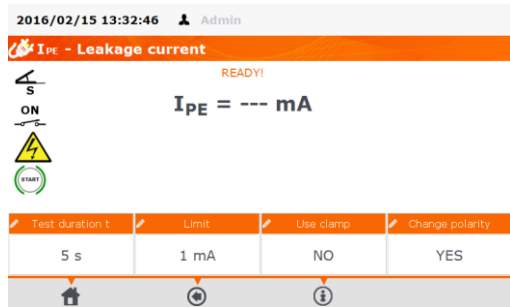 2016/02/15 13:32:46 Admin
IPE - Leakage current
READY!
S
IPE = --- mA
ON
START
Test duration t Limit Use clamp Change polarity
5 s 1 mA NO YES